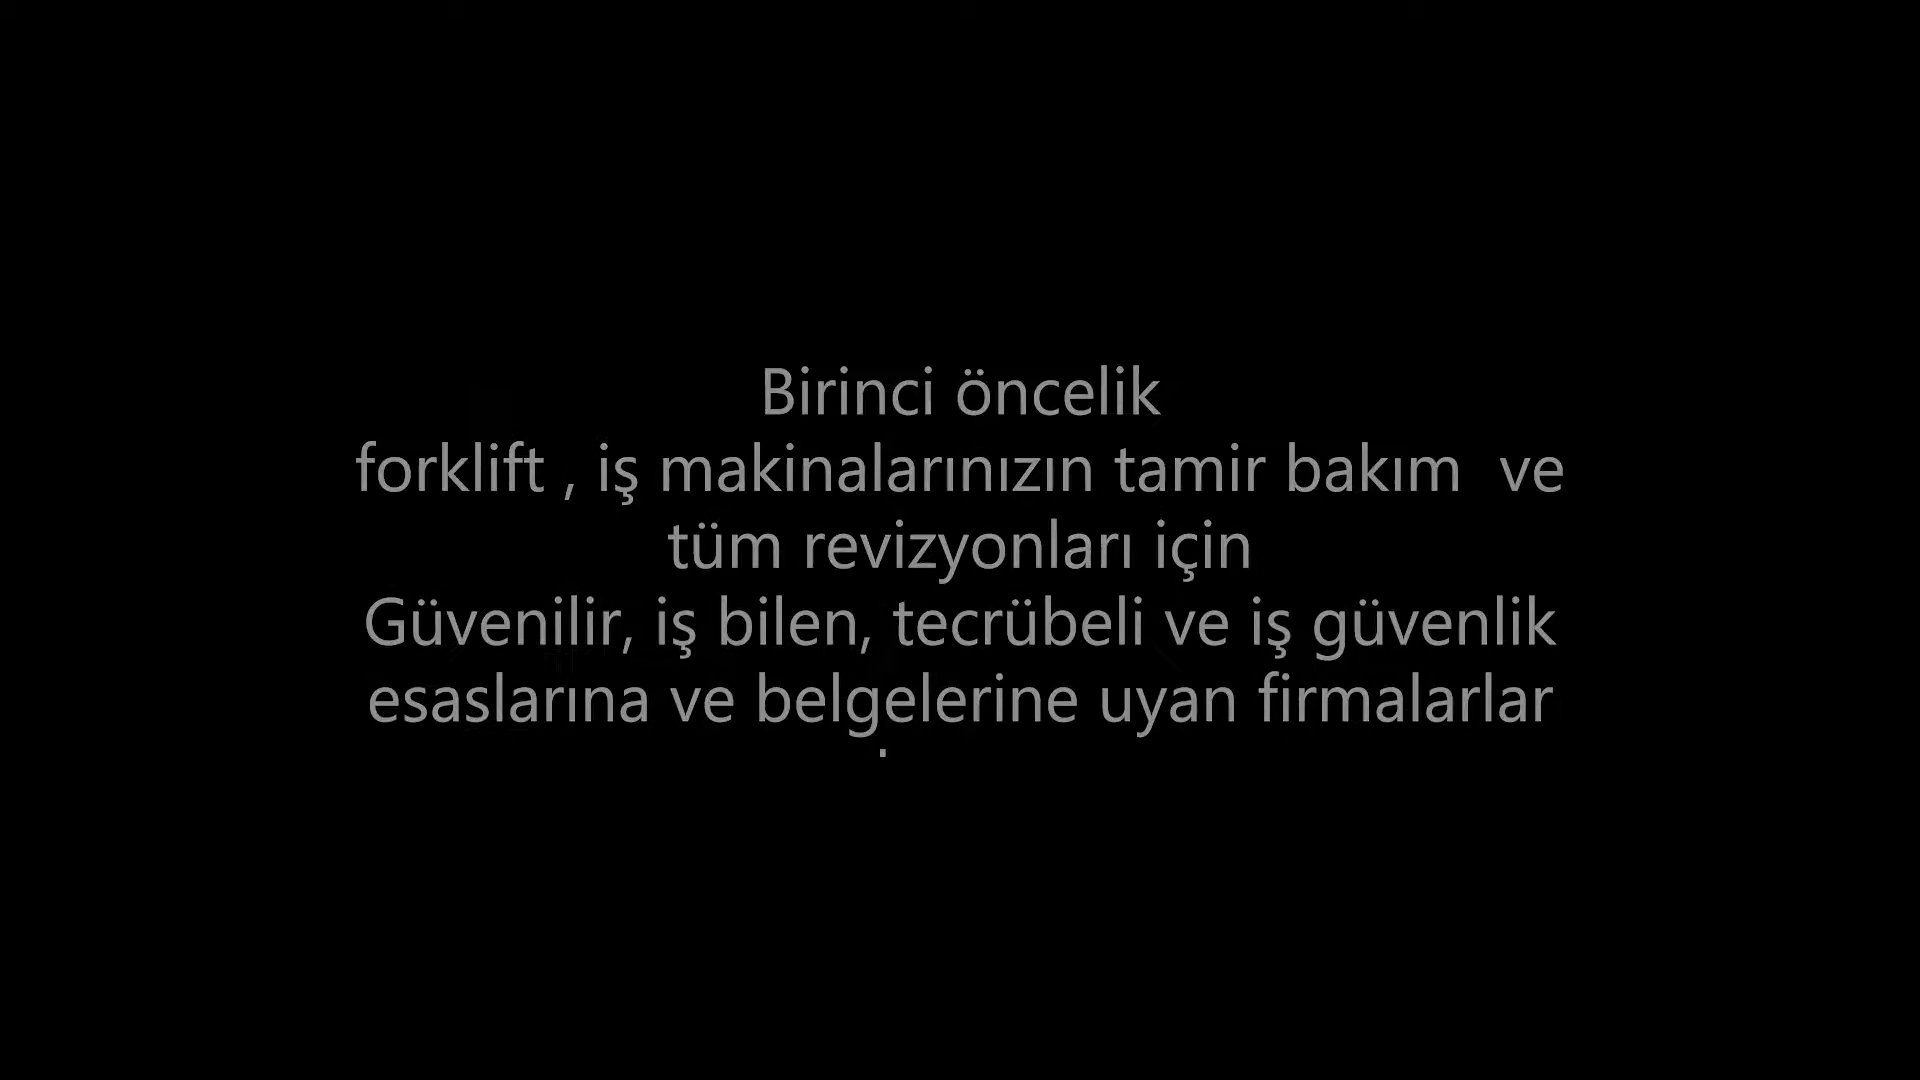 Birinci öncelik
forklift , iş makinalarınızın tamir bakım  ve
tüm revizyonları için
Güvenilir, iş bilen, tecrübeli ve iş güvenlik
esaslarına ve belgelerine uyan firmalarlar